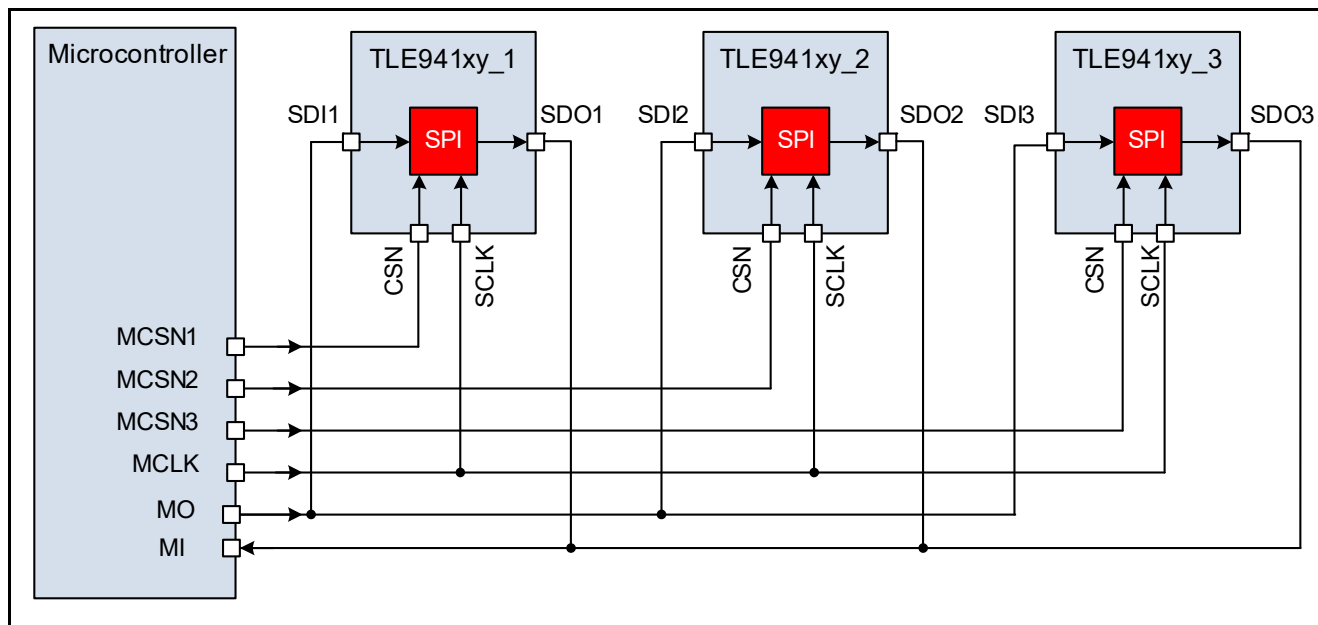 Microcontroller
TLE941xy_1
TLE941xy_2
TLE941xy_3
SDI1
SPI
SDO1
SDI2
SPI
SDO2
SDI3
SPI
SDO3
CSN
SCLK
CSN
SCLK
CSN
SCLK
MCSN1
MCSN2
MCSN3
MCLK
MO
MI